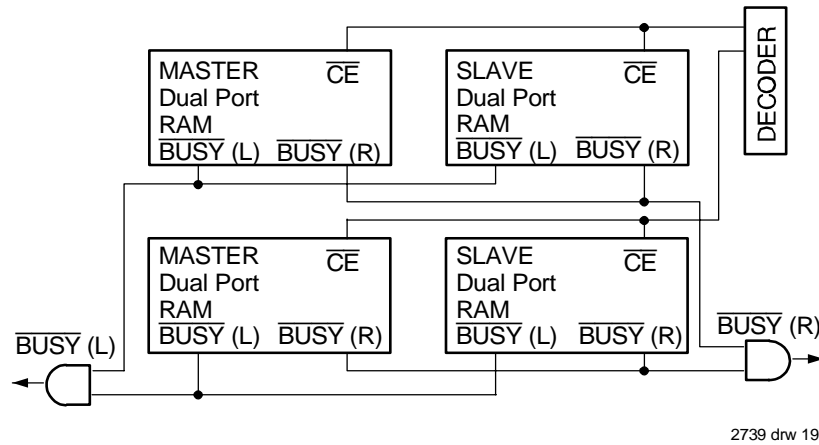 MASTER
Dual Port
RAM
CE
BUSY (L) BUSY (R)
SLAVE
Dual Port
RAM
CE
BUSY (L) BUSY (R)
DECODER
MASTER
Dual Port
RAM
CE
BUSY (L) BUSY (R)
SLAVE
Dual Port
RAM
CE
BUSY (L) BUSY (R)
BUSY (L)
BUSY (R)
2739 drw 19